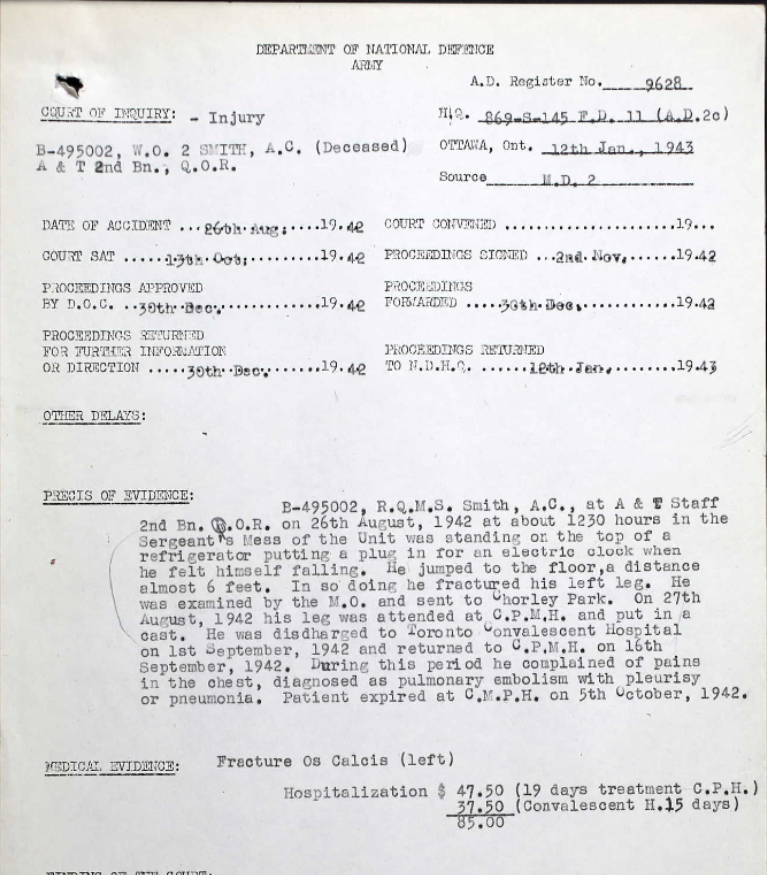 DEPARTMENT OF NATIONAL DEFENCE
ARMY
A.D. Register No. 9628
COURT OF INQUIRY: - Injury
H.Q. 869-S-145 F.D. 11 (A.D.2c)
B-495002, W.O. 2 SMITH, A.C. (Deceased)
A & T 2nd Bn., Q.O.R.
OTTAWA, Ont. 12th Jan., 1943
Source M.D. 2
DATE OF ACCIDENT ...26th Aug.....19.42 COURT CONVENED ......................19...
COURT SAT .....13th Oct.........19.42 PROCEEDINGS SIGNED ...2nd Nov.......19.42
PROCEEDINGS APPROVED
BY D.O.C. ..30th Dec...........19.42
PROCEEDINGS
FORWARDED .....30th Dec..........19.42
PROCEEDINGS RETURNED
FOR FURTHER INFORMATION
OR DIRECTION .....30th Dec.......19.42
PROCEEDINGS RETURNED
TO N.D.H.Q. ......12th Jan.........19.43
OTHER DELAYS:
PRECIS OF EVIDENCE:
B-495002, R.Q.M.S. Smith, A.C., at A & T Staff
2nd Bn. Q.O.R. on 26th August, 1942 at about 1230 hours in the
Sergeant's Mess of the Unit was standing on the top of a
refrigerator putting a plug in for an electric clock when
he felt himself falling. He jumped to the floor,a distance
almost 6 feet. In so doing he fractured his left leg. He
was examined by the M.O. and sent to Chorley Park. On 27th
August, 1942 his leg was attended at C.P.M.H. and put in a
cast. He was disdharged to Toronto Convalescent Hospital
on 1st September, 1942 and returned to C.P.M.H. on 16th
September, 1942. During this period he complained of pains
in the chest, diagnosed as pulmonary embolism with pleurisy
or pneumonia. Patient expired at C.M.P.H. on 5th October, 1942.
MEDICAL EVIDENCE: Fracture Os Calcis (left)
Hospitalization $ 47.50 (19 days treatment C.P.H.)
37.50 (Convalescent H.15 days)
85.00
FINDING OF THE COURT: